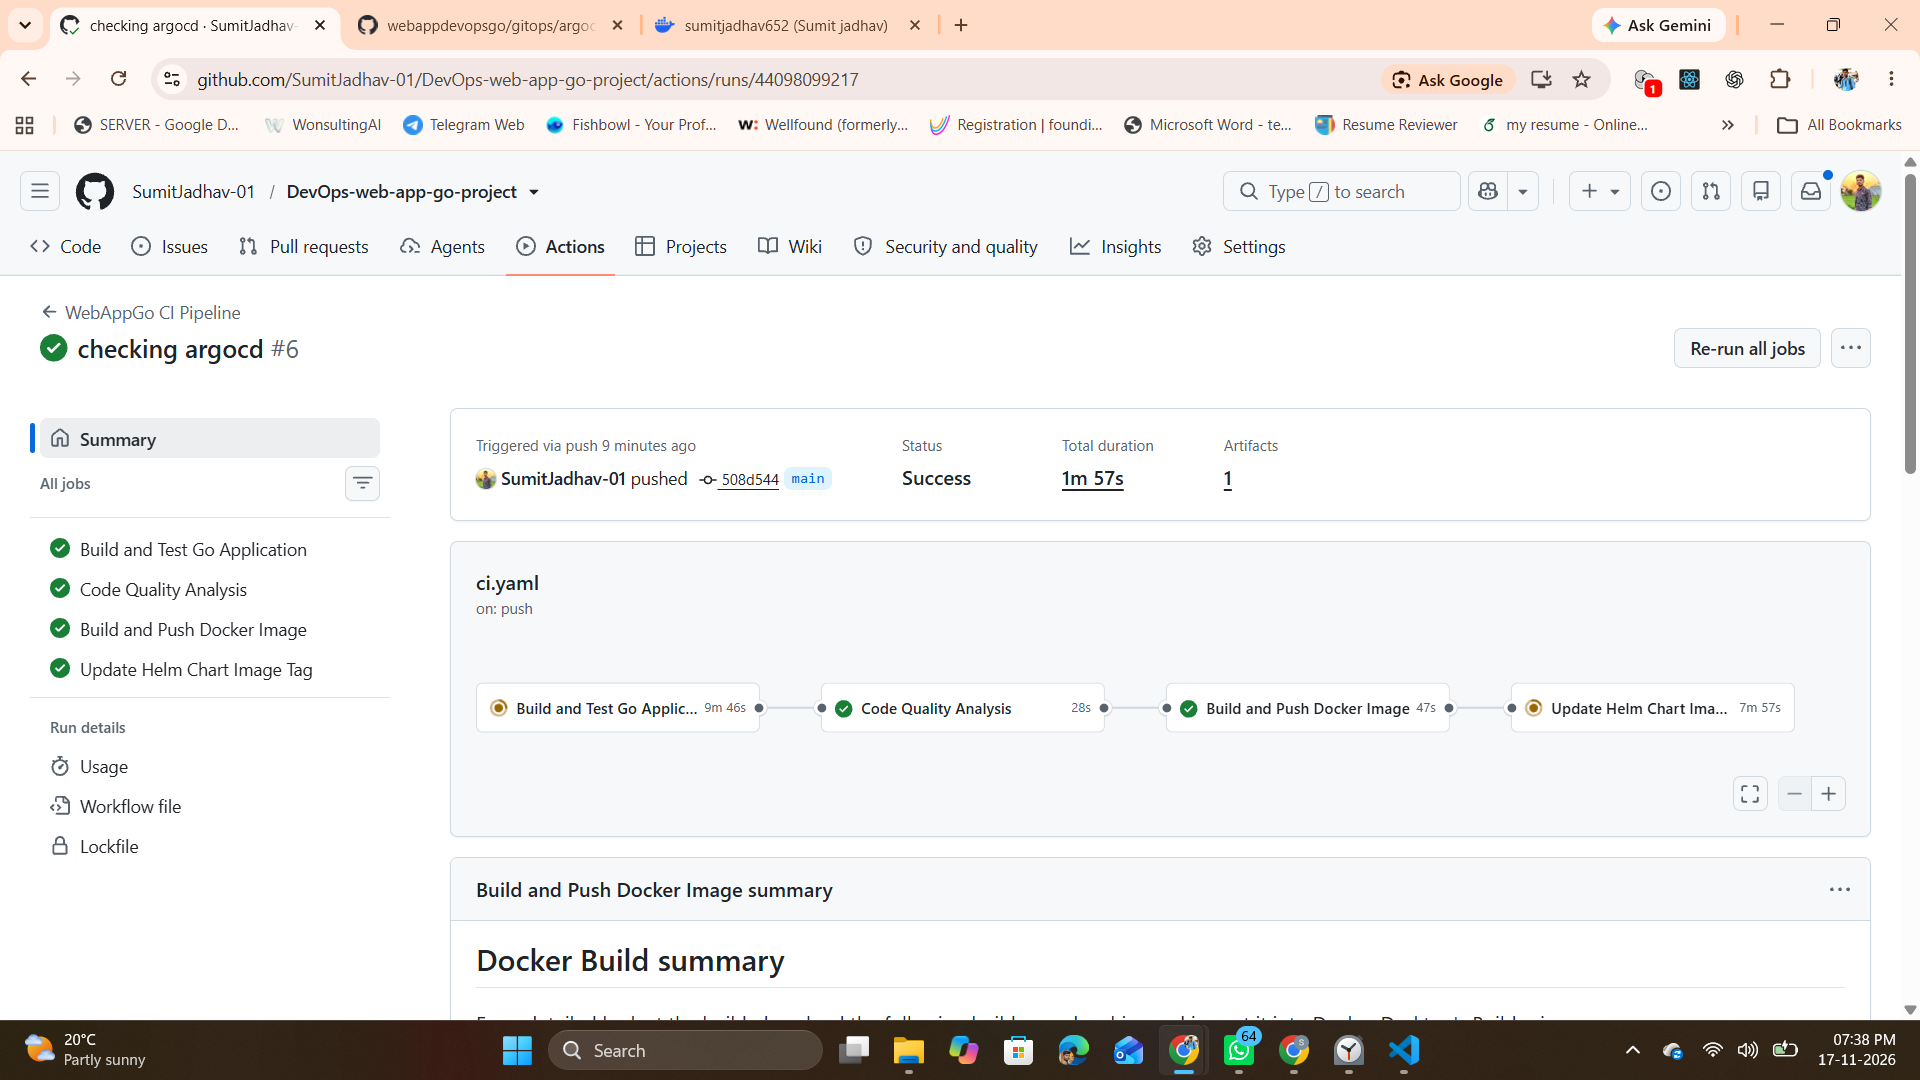 checking argocd · SumitJadhav-
webappdevopsgo/gitops/argoc
sumitjadhav652 (Sumit jadhav)
Ask Gemini
github.com/SumitJadhav-01/DevOps-web-app-go-project/actions/runs/44098099217
Ask Google
1
SERVER - Google D...
WonsultingAI
Telegram Web
Fishbowl - Your Prof...
Wellfound (formerly...
Registration | foundi...
Microsoft Word - te...
Resume Reviewer
my resume - Online...
All Bookmarks
SumitJadhav-01 / DevOps-web-app-go-project
Type / to search
Code
Issues
Pull requests
Agents
Actions
Projects
Wiki
Security and quality
Insights
Settings
WebAppGo CI Pipeline
checking argocd #6
Re-run all jobs
Summary
All jobs
Build and Test Go Application
Code Quality Analysis
Build and Push Docker Image
Update Helm Chart Image Tag
Run details
Usage
Workflow file
Lockfile
Triggered via push 9 minutes ago
SumitJadhav-01 pushed 508d544 main
Status
Success
Total duration
1m 57s
Artifacts
1
ci.yaml
on: push
Build and Test Go Applic... 9m 46s
Code Quality Analysis 28s
Build and Push Docker Image 47s
Update Helm Chart Ima... 7m 57s
Build and Push Docker Image summary
Docker Build summary
20°C
Partly sunny
Search
64
07:38 PM
17-11-2026